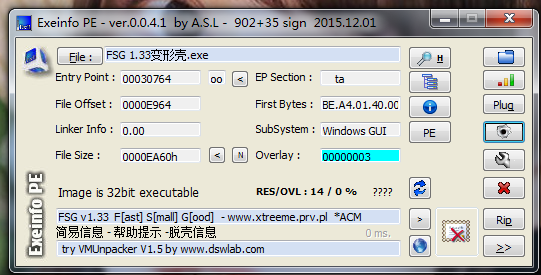 Exeinfo PE - ver.0.0.4.1 by A.S.L - 902+35 sign 2015.12.01
File : FSG 1.33变形壳.exe H
Entry Point : 00030764 oo < EP Section : ta
File Offset : 0000E964 First Bytes : BE.A4.01.40.00 Plug
Linker Info : 0.00 SubSystem : Windows GUI PE
File Size : 0000EA60h < N Overlay : 00000003
Image is 32bit executable RES/OVL : 14 / 0 % ????
FSG v1.33 F[ast] S[mall] G[ood] - www.xtreeme.prv.pl *ACM > Rip
简易信息 - 帮助提示 -脱壳信息 0 ms.
try VMUnpacker V1.5 by www.dswlab.com >>
Exeinfo PE